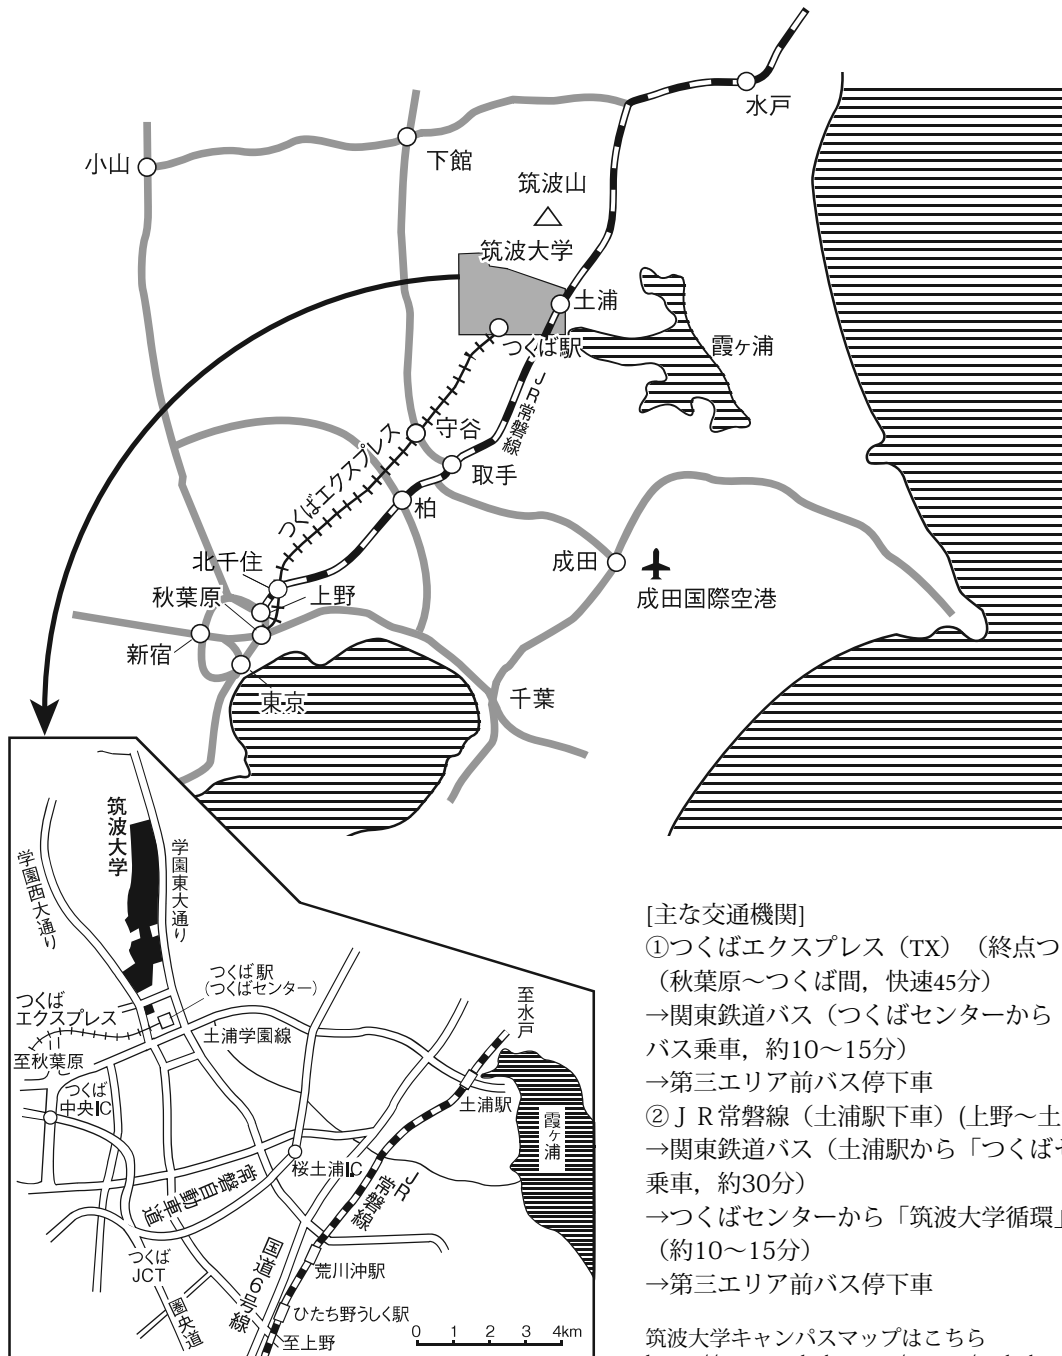 水戸
小山
下館
筑波山
筑波大学
土浦
つくば駅
霞ヶ浦
JR常磐線
守谷
つくばエクスプレス
取手
柏
成田
北千住
成田国際空港
秋葉原
上野
新宿
東京
千葉
筑波大学
学園西大通り
学園東大通り
つくば駅
(つくばセンター)
つくば
エクスプレス
至秋葉原
土浦学園線
至水戸
つくば
中央IC
土浦駅
霞ヶ浦
桜土浦IC
常磐自動車道
JR
常磐線
つくば
JCT
国道6号線
荒川沖駅
圏央道
ひたち野うしく駅
至上野
0 1 2 3 4km
[主な交通機関]
①つくばエクスプレス（TX）（終点つ
（秋葉原～つくば間，快速45分）
→関東鉄道バス（つくばセンターから
バス乗車，約10～15分）
→第三エリア前バス停下車
②ＪＲ常磐線（土浦駅下車）(上野～土
→関東鉄道バス（土浦駅から「つくばセ
乗車，約30分）
→つくばセンターから「筑波大学循環」
（約10～15分）
→第三エリア前バス停下車
筑波大学キャンパスマップはこちら